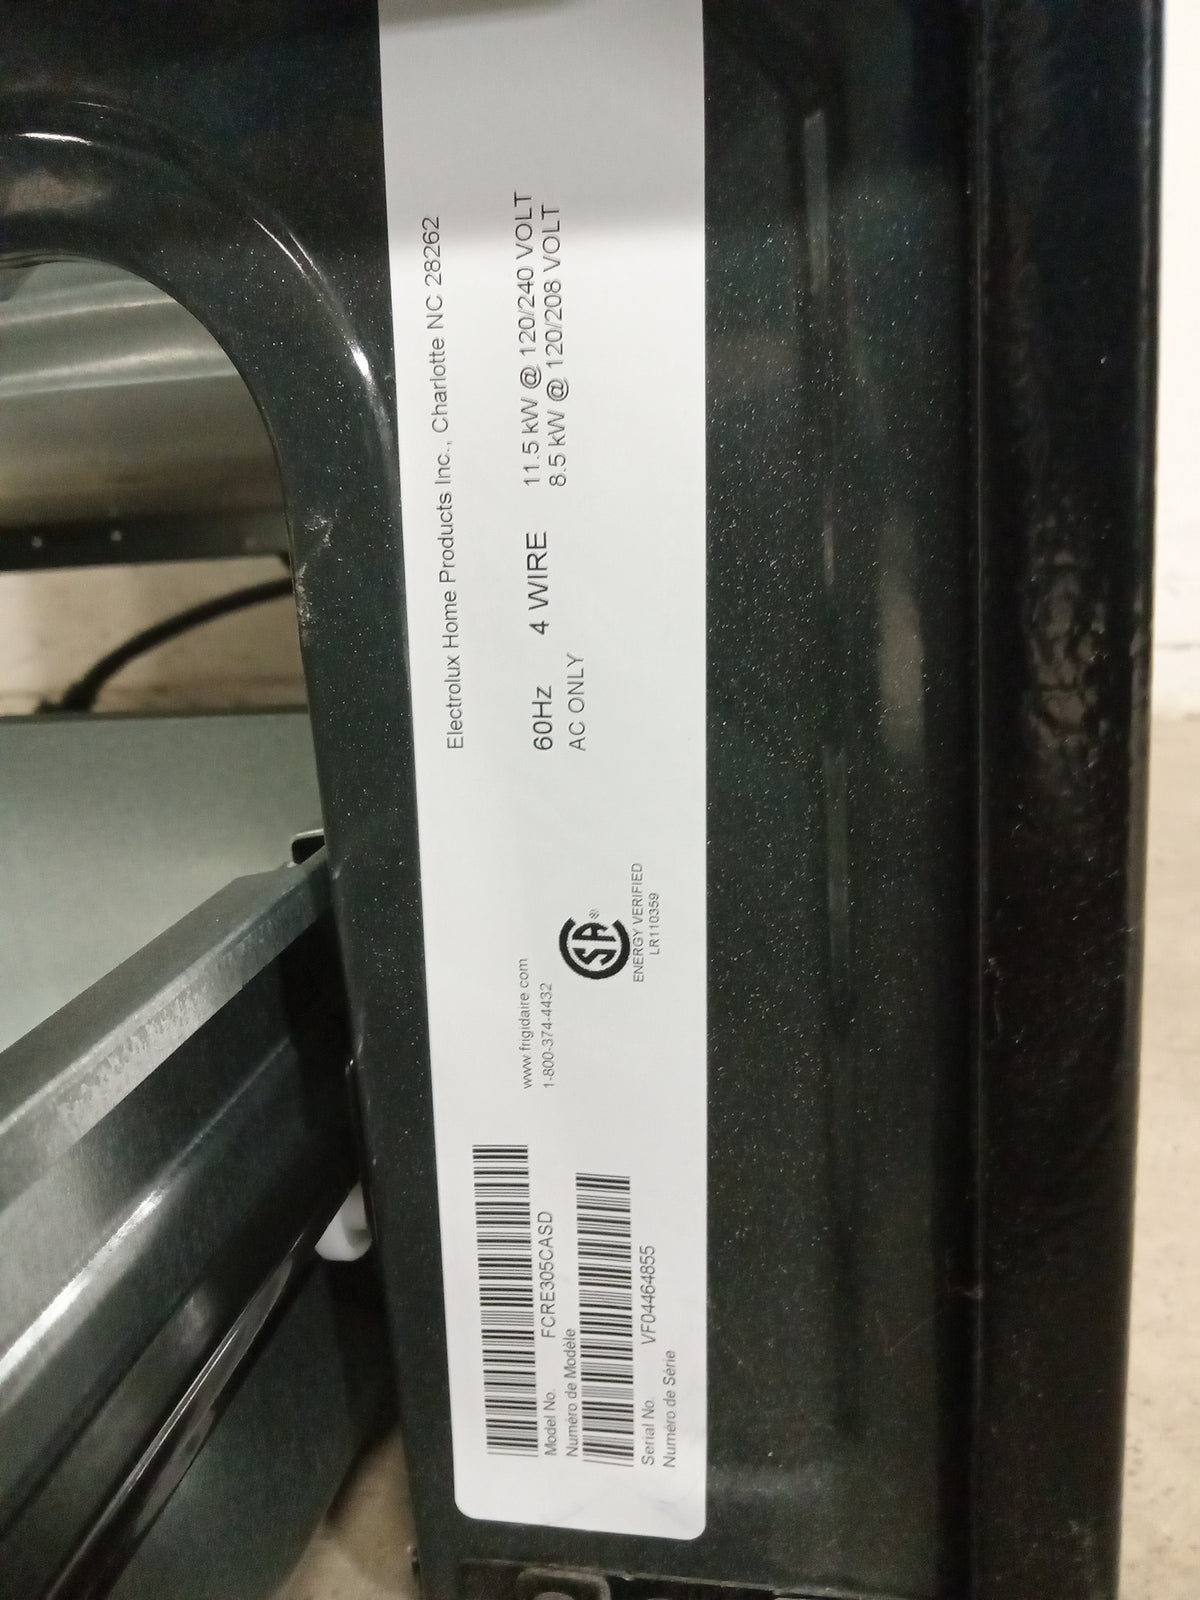 Model No. FCRE305CASD
Numéro de Modèle
Serial No. VF04464855
Numéro de Série
www.frigidaire.com
1-800-374-4432
SA®
ENERGY VERIFIED
LR110359
Electrolux Home Products Inc., Charlotte NC 28262
60Hz 4 WIRE 11.5 kW @ 120/240 VOLT
AC ONLY 8.5 kW @ 120/208 VOLT